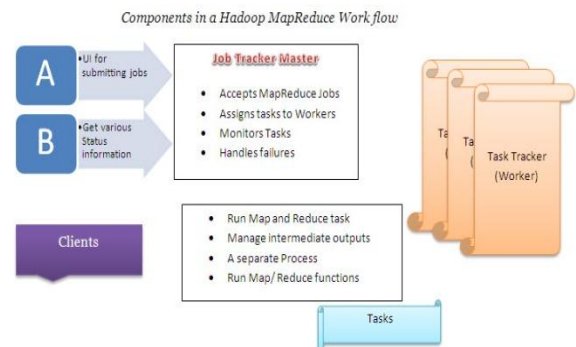 Components in a Hadoop MapReduce Work flow
A
UI for
submitting jobs
B
Get various
Status
information
Job Tracker Master
Accepts MapReduce Jobs
Assigns tasks to Workers
Monitors Tasks
Handles failures
Ta
(
Ta
(
Task Tracker
(Worker)
Clients
Run Map and Reduce task
Manage intermediate outputs
A separate Process
Run Map/ Reduce functions
Tasks